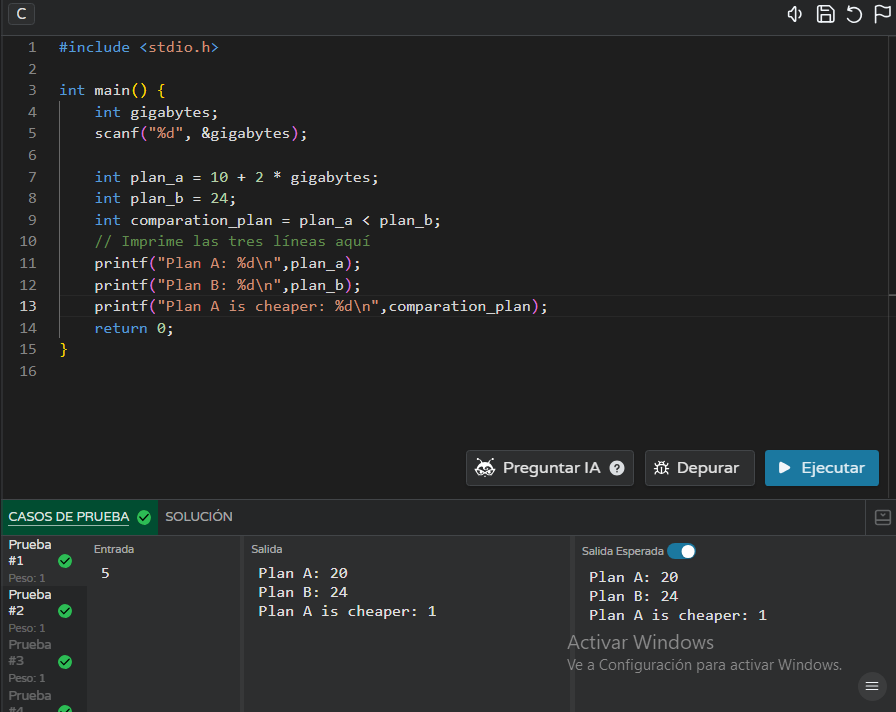 C
1 #include <stdio.h>
2
3 int main() {
4 int gigabytes;
5 scanf("%d", &gigabytes);
6
7 int plan_a = 10 + 2 * gigabytes;
8 int plan_b = 24;
9 int comparation_plan = plan_a < plan_b;
10 // Imprime las tres líneas aquí
11 printf("Plan A: %d\n",plan_a);
12 printf("Plan B: %d\n",plan_b);
13 printf("Plan A is cheaper: %d\n",comparation_plan);
14 return 0;
15 }
16
Preguntar IA ?
Depurar
Ejecutar
CASOS DE PRUEBA
SOLUCIÓN
Prueba
#1
Peso: 1
Prueba
#2
Peso: 1
Prueba
#3
Peso: 1
Prueba
#4
Entrada
5
Salida
Plan A: 20
Plan B: 24
Plan A is cheaper: 1
Salida Esperada
Plan A: 20
Plan B: 24
Plan A is cheaper: 1
Activar Windows
Ve a Configuración para activar Windows.